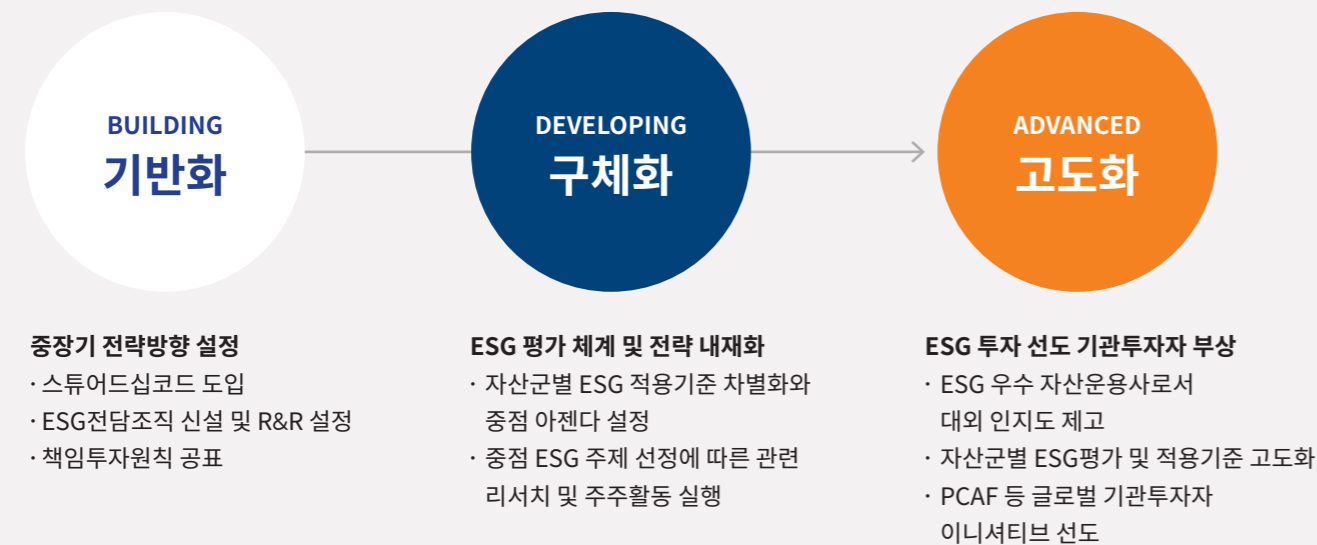 BUILDING
기반화
DEVELOPING
구체화
ADVANCED
고도화
중장기 전략방향 설정
· 스튜어드십코드 도입
· ESG전담조직 신설 및 R&R 설정
· 책임투자원칙 공표
ESG 평가 체계 및 전략 내재화
· 자산군별 ESG 적용기준 차별화와
중점 아젠다 설정
· 중점 ESG 주제 선정에 따른 관련
리서치 및 주주활동 실행
ESG 투자 선도 기관투자자 부상
· ESG 우수 자산운용사로서
대외 인지도 제고
· 자산군별 ESG평가 및 적용기준 고도화
· PCAF 등 글로벌 기관투자자
이니셔티브 선도